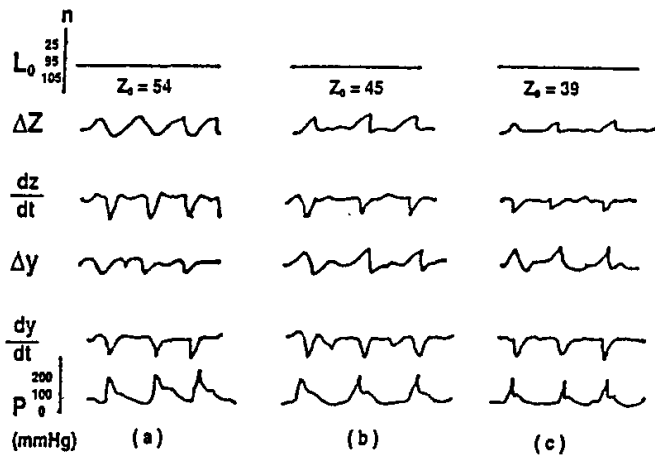 n
25
L₀ 95
105
Z₀ = 54 Z₀ = 45 Z₀ = 39
ΔZ
dz
dt
Δy
dy
dt
200
P 100
0
(mmHg) (a) (b) (c)